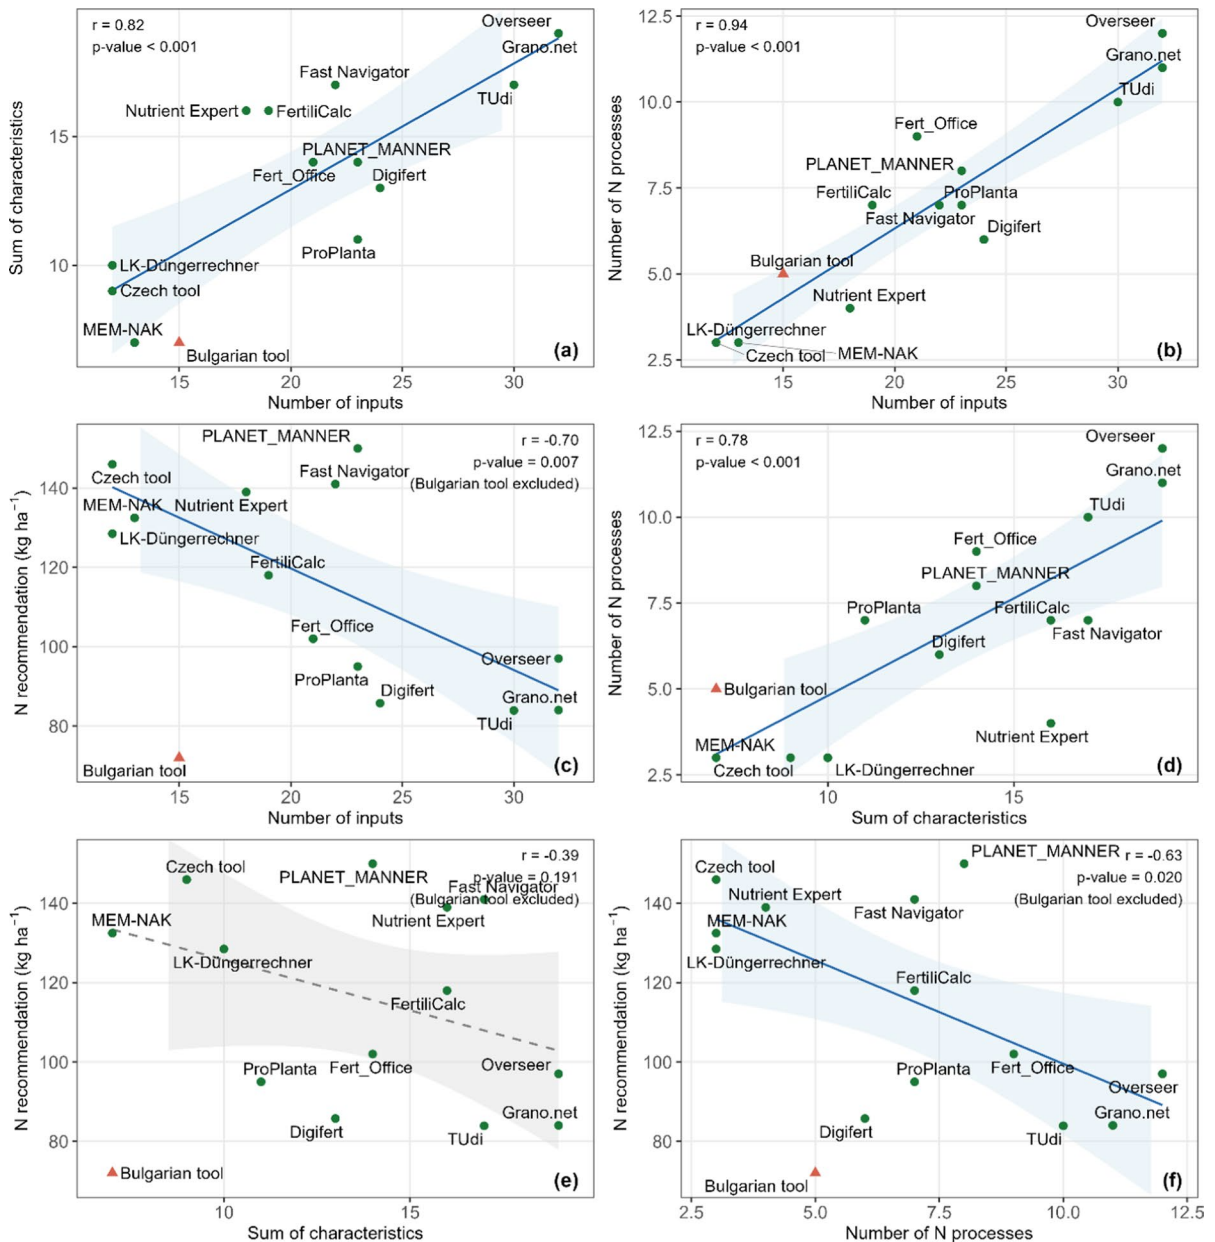 r = 0.82
p-value < 0.001
Overseer
Grano.net
Fast Navigator
TUdi
Nutrient Expert
FertiliCalc
15
PLANET_MANNER
Fert_Office
Digifert
ProPlanta
10
LK-Düngerrechner
Czech tool
MEM-NAK
Bulgarian tool
(a)
15
20
25
30
Number of inputs
Sum of characteristics
12.5
r = 0.94
p-value < 0.001
Overseer
Grano.net
10.0
TUdi
Fert_Office
PLANET_MANNER
7.5
FertiliCalc
ProPlanta
Fast Navigator
Digifert
5.0
Bulgarian tool
Nutrient Expert
LK-Düngerrechner
Czech tool
MEM-NAK
2.5
(b)
15
20
25
30
Number of inputs
Number of N processes
PLANET_MANNER
r = -0.70
p-value = 0.007
(Bulgarian tool excluded)
Czech tool
Fast Navigator
140
MEM-NAK
Nutrient Expert
LK-Düngerrechner
120
FertiliCalc
Fert_Office
100
Overseer
ProPlanta
Digifert
Grano.net
80
TUdi
Bulgarian tool
(c)
15
20
25
30
Number of inputs
N recommendation (kg ha⁻¹)
12.5
r = 0.78
p-value < 0.001
Overseer
Grano.net
10.0
TUdi
Fert_Office
PLANET_MANNER
7.5
ProPlanta
FertiliCalc
Fast Navigator
Digifert
5.0
Bulgarian tool
Nutrient Expert
MEM-NAK
Czech tool
LK-Düngerrechner
2.5
(d)
10
15
Sum of characteristics
Number of N processes
r = -0.39
p-value = 0.191
(Bulgarian tool excluded)
Czech tool
PLANET_MANNER
Fast Navigator
140
MEM-NAK
Nutrient Expert
LK-Düngerrechner
120
FertiliCalc
100
ProPlanta
Fert_Office
Overseer
Digifert
Grano.net
80
TUdi
Bulgarian tool
(e)
10
15
Sum of characteristics
N recommendation (kg ha⁻¹)
PLANET_MANNER
r = -0.63
p-value = 0.020
(Bulgarian tool excluded)
Czech tool
Nutrient Expert
140
Fast Navigator
MEM-NAK
LK-Düngerrechner
120
FertiliCalc
100
ProPlanta
Fert_Office
Overseer
Digifert
Grano.net
80
TUdi
Bulgarian tool
(f)
2.5
5.0
7.5
10.0
12.5
Number of N processes
N recommendation (kg ha⁻¹)